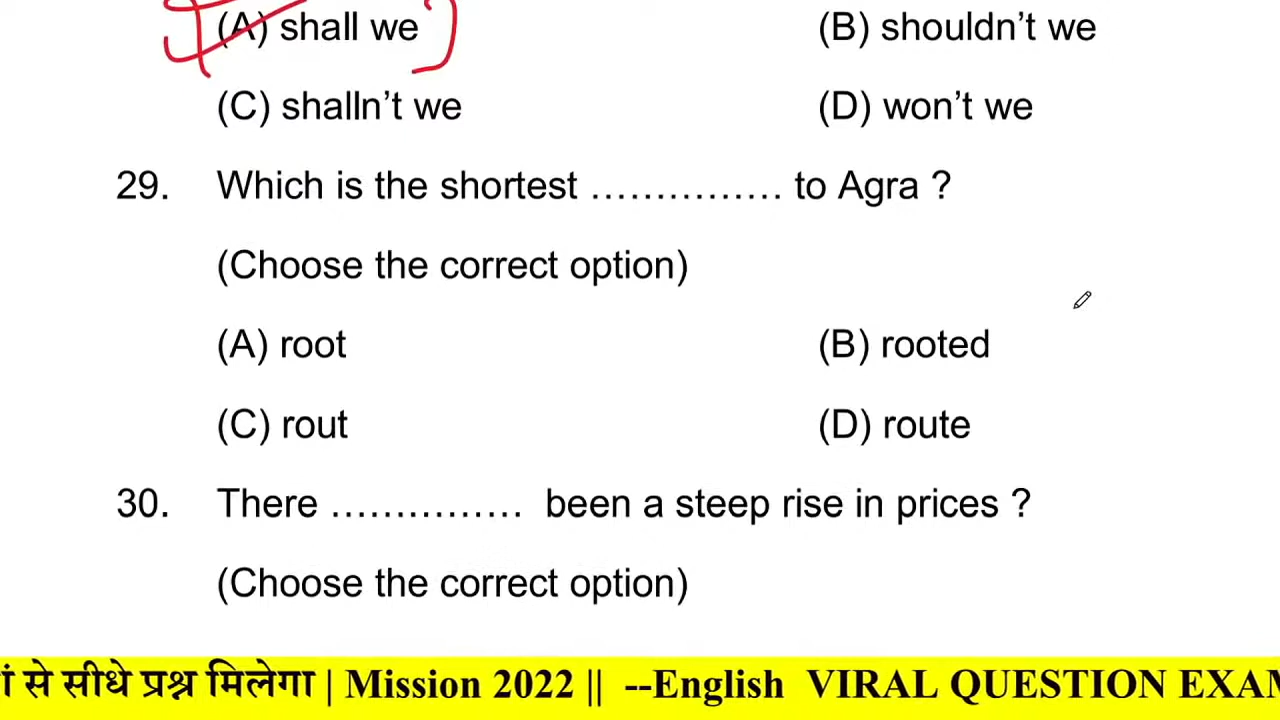 (A) shall we (B) shouldn't we
(C) shalln't we (D) won't we
29. Which is the shortest ............... to Agra ?
(Choose the correct option)
(A) root (B) rooted
(C) rout (D) route
30. There ............... been a steep rise in prices ?
(Choose the correct option)
से सीधे प्रश्न मिलेगा | Mission 2022 || --English VIRAL QUESTION EXAM